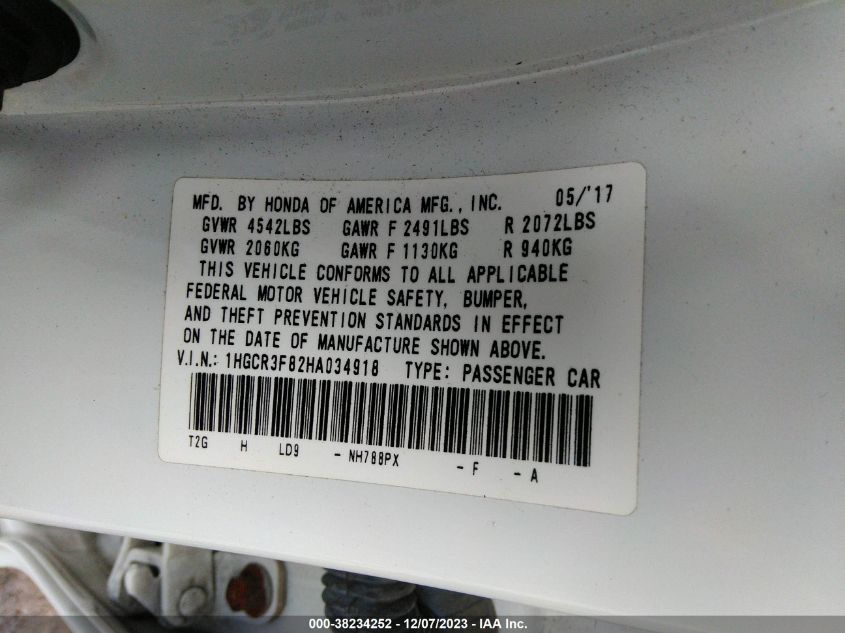 MFD. BY HONDA OF AMERICA MFG., INC. 05/'17
GVWR 4542LBS GAWR F 2491LBS R 2072LBS
GVWR 2060KG GAWR F 1130KG R 940KG
THIS VEHICLE CONFORMS TO ALL APPLICABLE
FEDERAL MOTOR VEHICLE SAFETY, BUMPER,
AND THEFT PREVENTION STANDARDS IN EFFECT
ON THE DATE OF MANUFACTURE SHOWN ABOVE.
V.I.N.: 1HGCR3F82HA034918 TYPE: PASSENGER CAR
T2G H LD9 - NH788PX - F - A
000-38234252 - 12/07/2023 - IAA Inc.